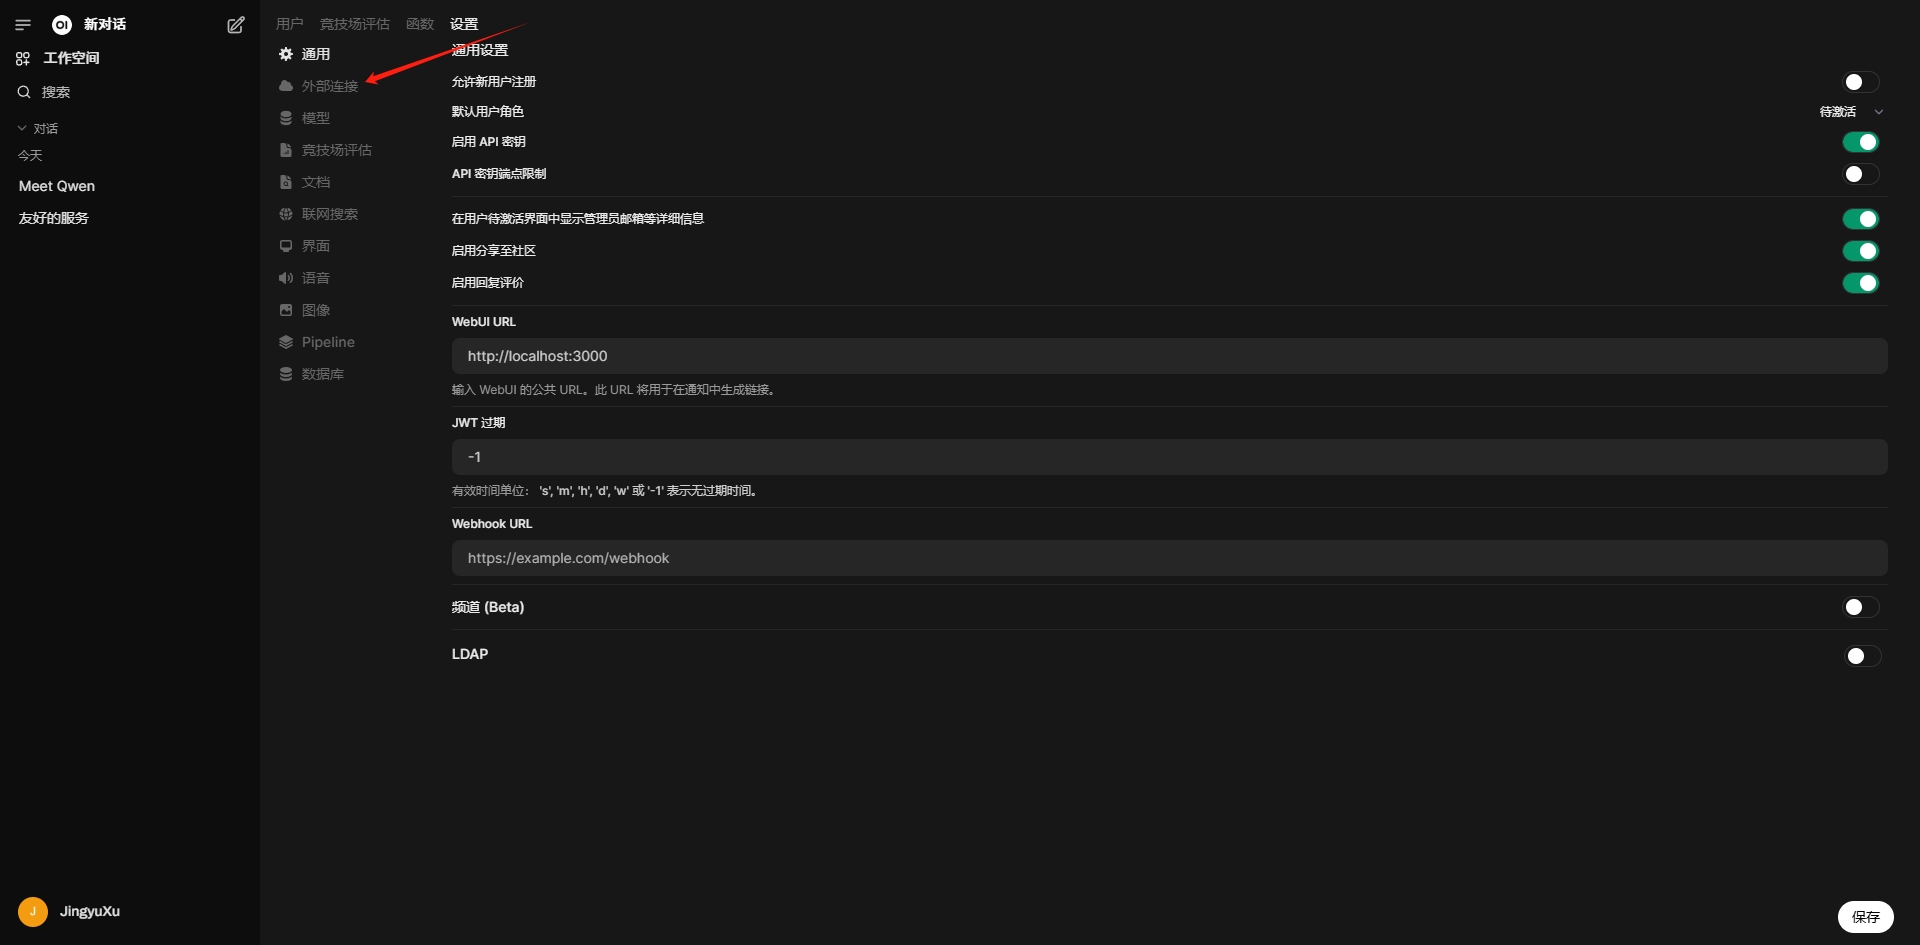 OI 新对话
工作空间
搜索
对话
今天
Meet Qwen
友好的服务
J JingyuXu
用户 竞技场评估 函数 设置
通用
外部连接
模型
竞技场评估
文档
联网搜索
界面
语音
图像
Pipeline
数据库
通用设置
允许新用户注册
默认用户角色 待激活
启用 API 密钥
API 密钥端点限制
在用户待激活界面中显示管理员邮箱等详细信息
启用分享至社区
启用回复评价
WebUI URL
http://localhost:3000
输入 WebUI 的公共 URL。此 URL 将用于在通知中生成链接。
JWT 过期
-1
有效时间单位： 's', 'm', 'h', 'd', 'w' 或 '-1' 表示无过期时间。
Webhook URL
https://example.com/webhook
频道 (Beta)
LDAP
保存